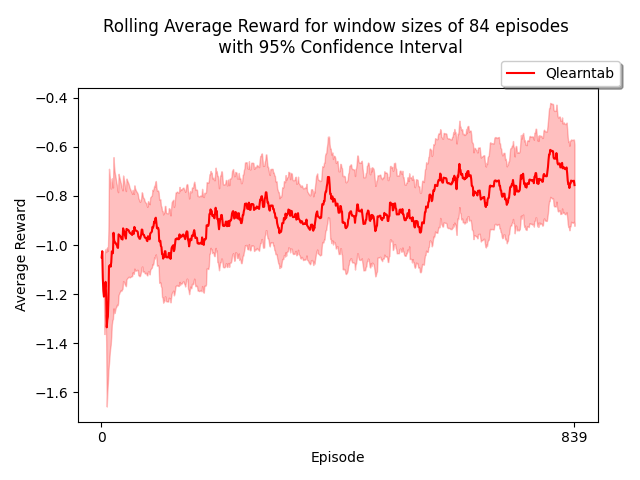 Rolling Average Reward for window sizes of 84 episodes
with 95% Confidence Interval
Qlearntab
−0.4
−0.6
−0.8
−1.0
−1.2
−1.4
−1.6
Average Reward
0
839
Episode